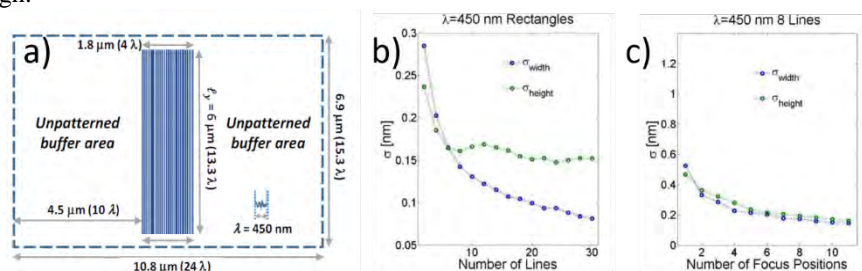 a)
1.8 µm (4 λ)
Unpatterned
buffer area
ℓy = 6 µm (13.3 λ)
Unpatterned
buffer area
6.9 µm (15.3 λ)
4.5 µm (10 λ)
λ = 450 nm
10.8 µm (24 λ)
b)
λ=450 nm Rectangles
σ [nm]
0.3
0.25
0.2
0.15
0.1
0.05
σwidth
σheight
0 10 20 30
Number of Lines
c)
λ=450 nm 8 Lines
σ [nm]
1.2
1
0.8
0.6
0.4
0.2
0
σwidth
σheight
2 4 6 8 10
Number of Focus Positions